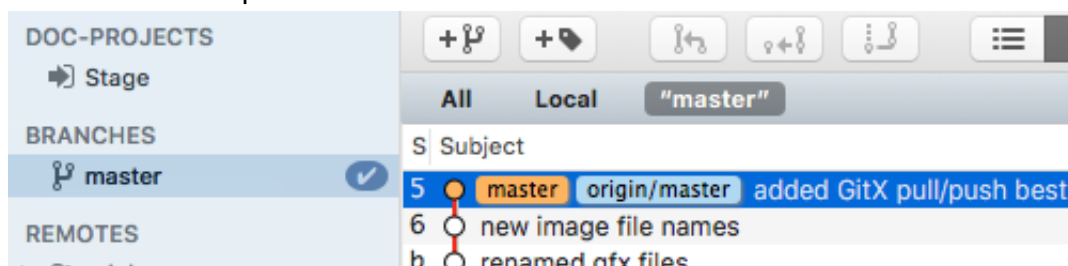 DOC-PROJECTS
Stage
BRANCHES
master
REMOTES
All Local "master"
S Subject
5 master origin/master added GitX pull/push best
6 new image file names
b renamed gfx files